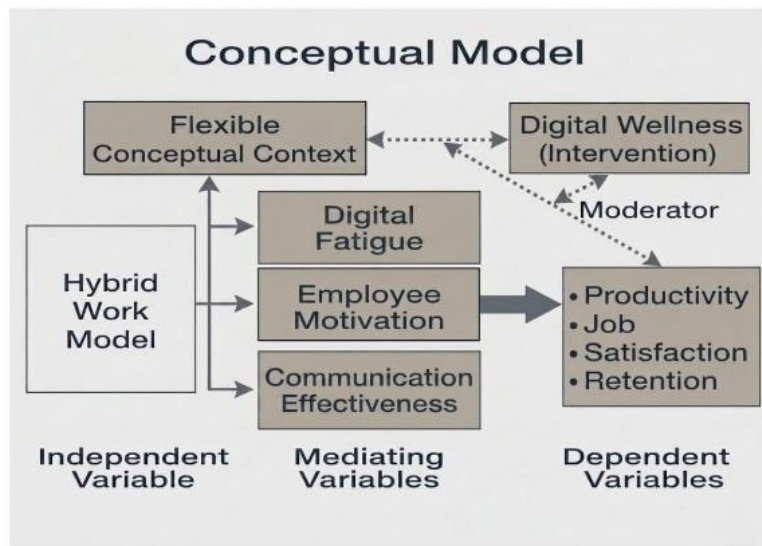 Conceptual Model
Flexible
Conceptual Context
Digital Wellness
(Intervention)
Moderator
Digital
Fatigue
Hybrid
Work
Model
Employee
Motivation
Communication
Effectiveness
• Productivity
• Job
• Satisfaction
• Retention
Independent
Variable
Mediating
Variables
Dependent
Variables